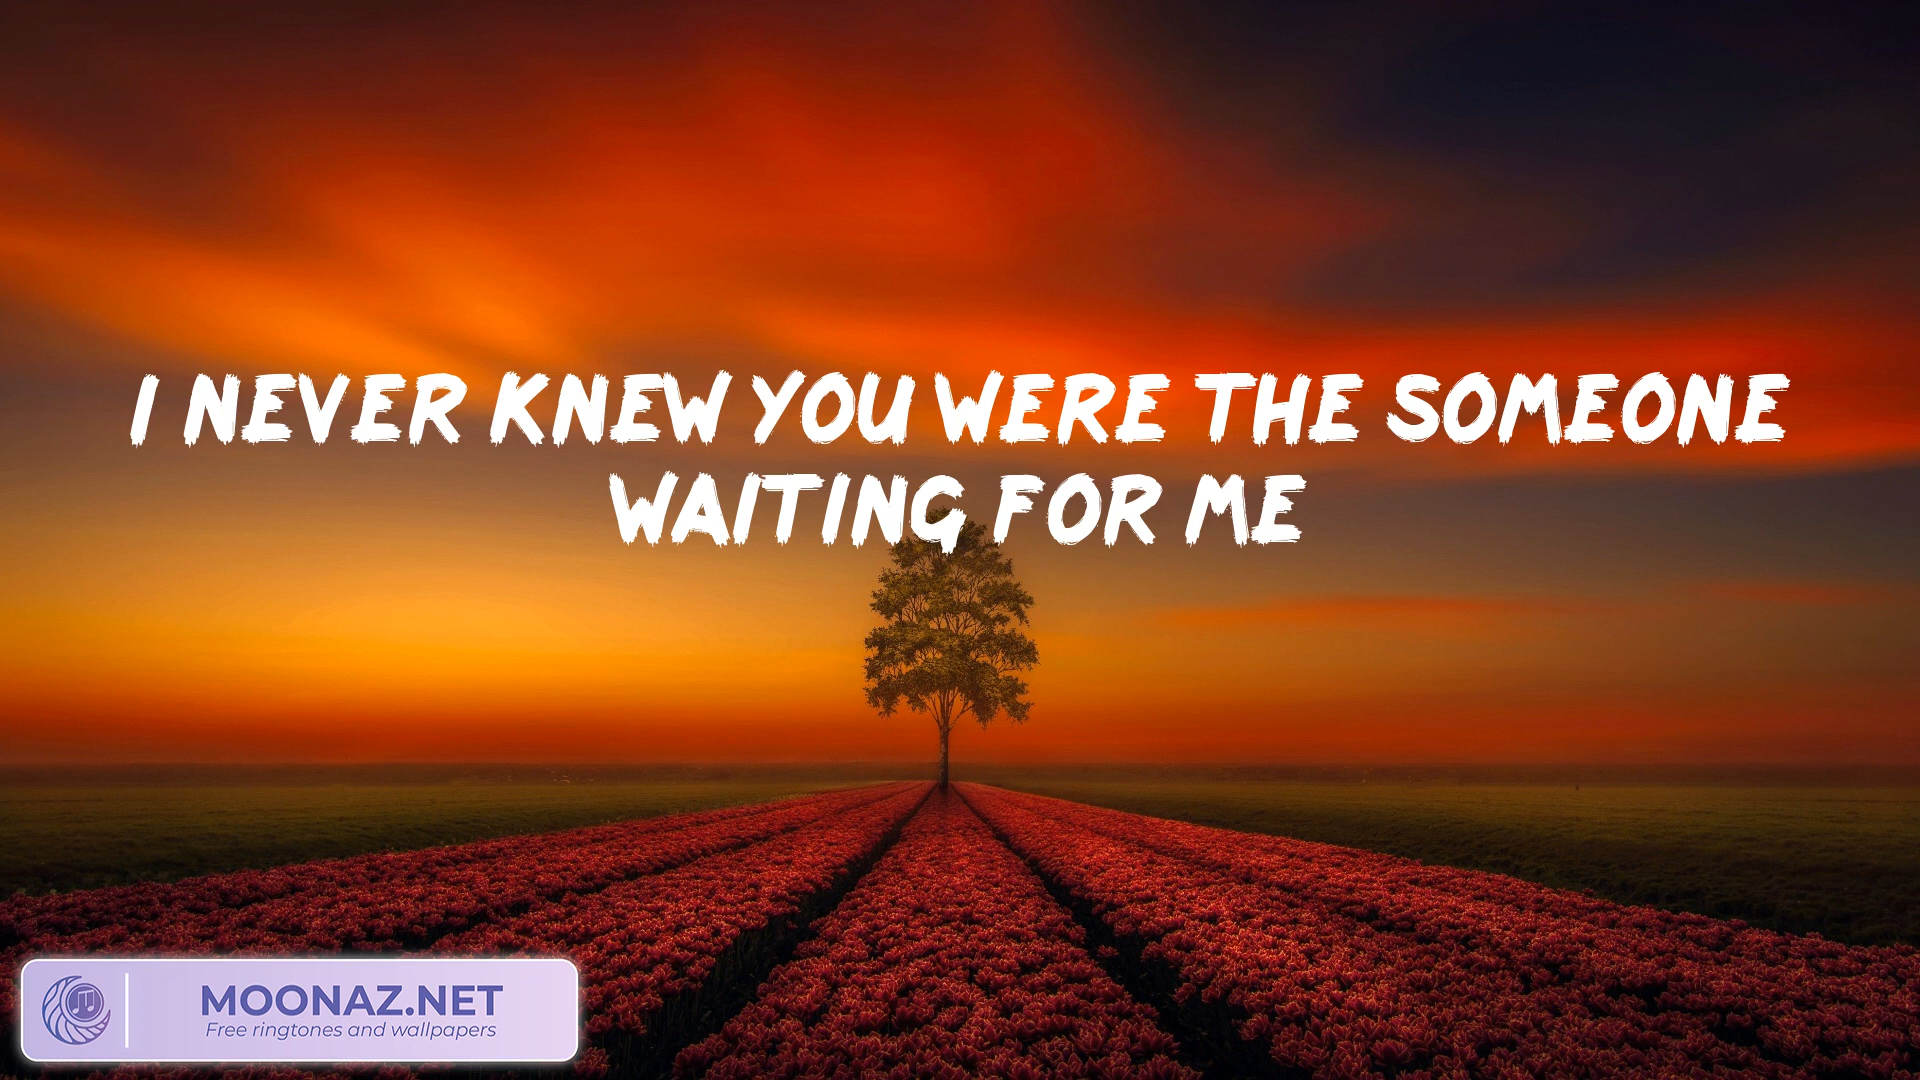 I NEVER KNEW YOU WERE THE SOMEONE
WAITING FOR ME
MOONAZ.NET
Free ringtones and wallpapers